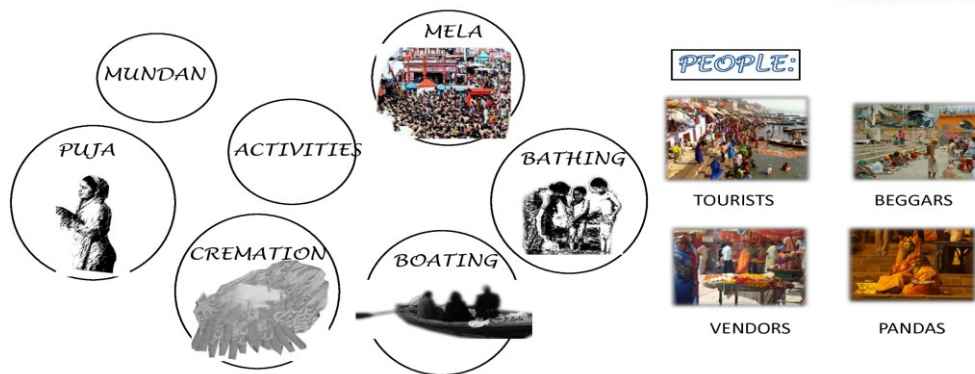 MELA
MUNDAN
ACTIVITIES
PUJA
BATHING
CREMATION
BOATING
PEOPLE:
TOURISTS
BEGGARS
VENDORS
PANDAS